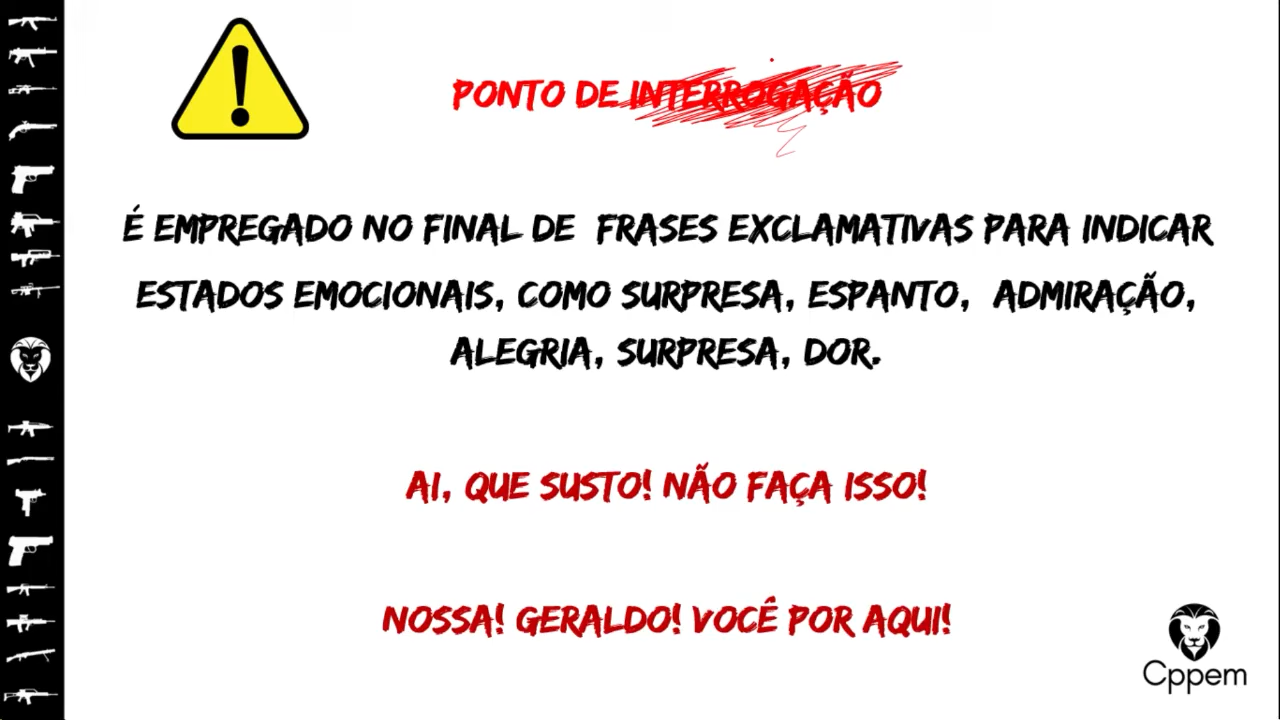 PONTO DE INTERROGAÇÃO
É EMPREGADO NO FINAL DE FRASES EXCLAMATIVAS PARA INDICAR
ESTADOS EMOCIONAIS, COMO SURPRESA, ESPANTO, ADMIRAÇÃO,
ALEGRIA, SURPRESA, DOR.
AI, QUE SUSTO! NÃO FAÇA ISSO!
NOSSA! GERALDO! VOCÊ POR AQUI!
Cppem